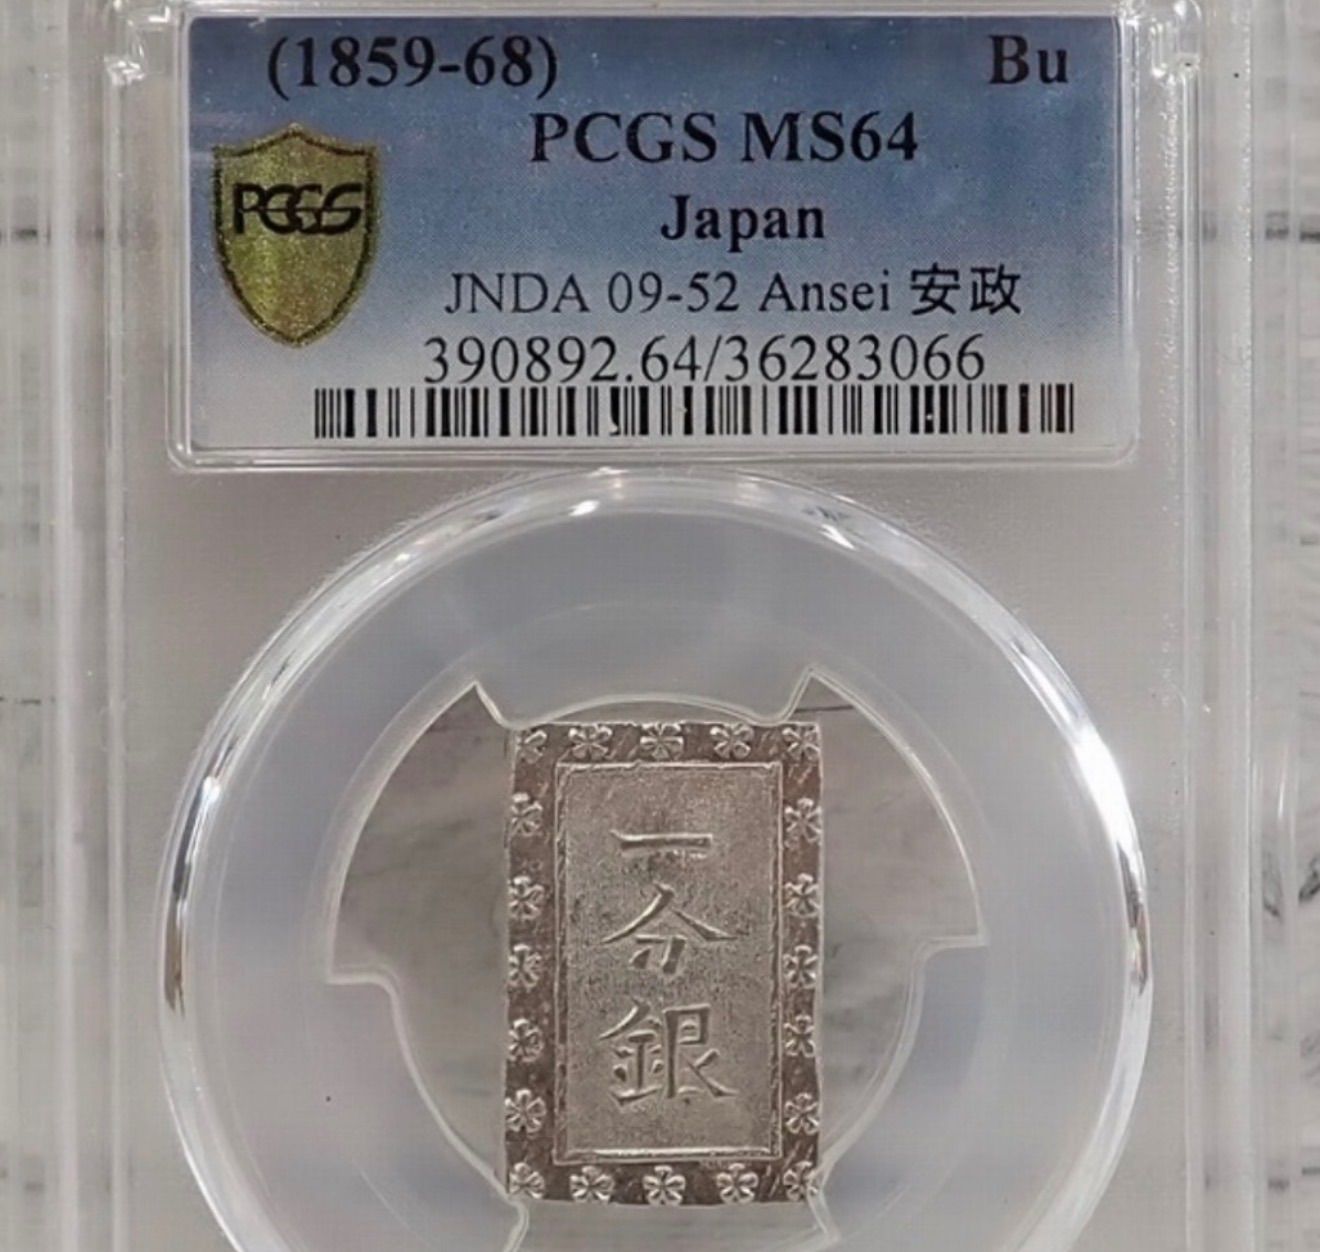 (1859-68) Bu
PCGS MS64
PCGS
Japan
JNDA 09-52 Ansei 安政
390892.64/36283066
一
分
銀